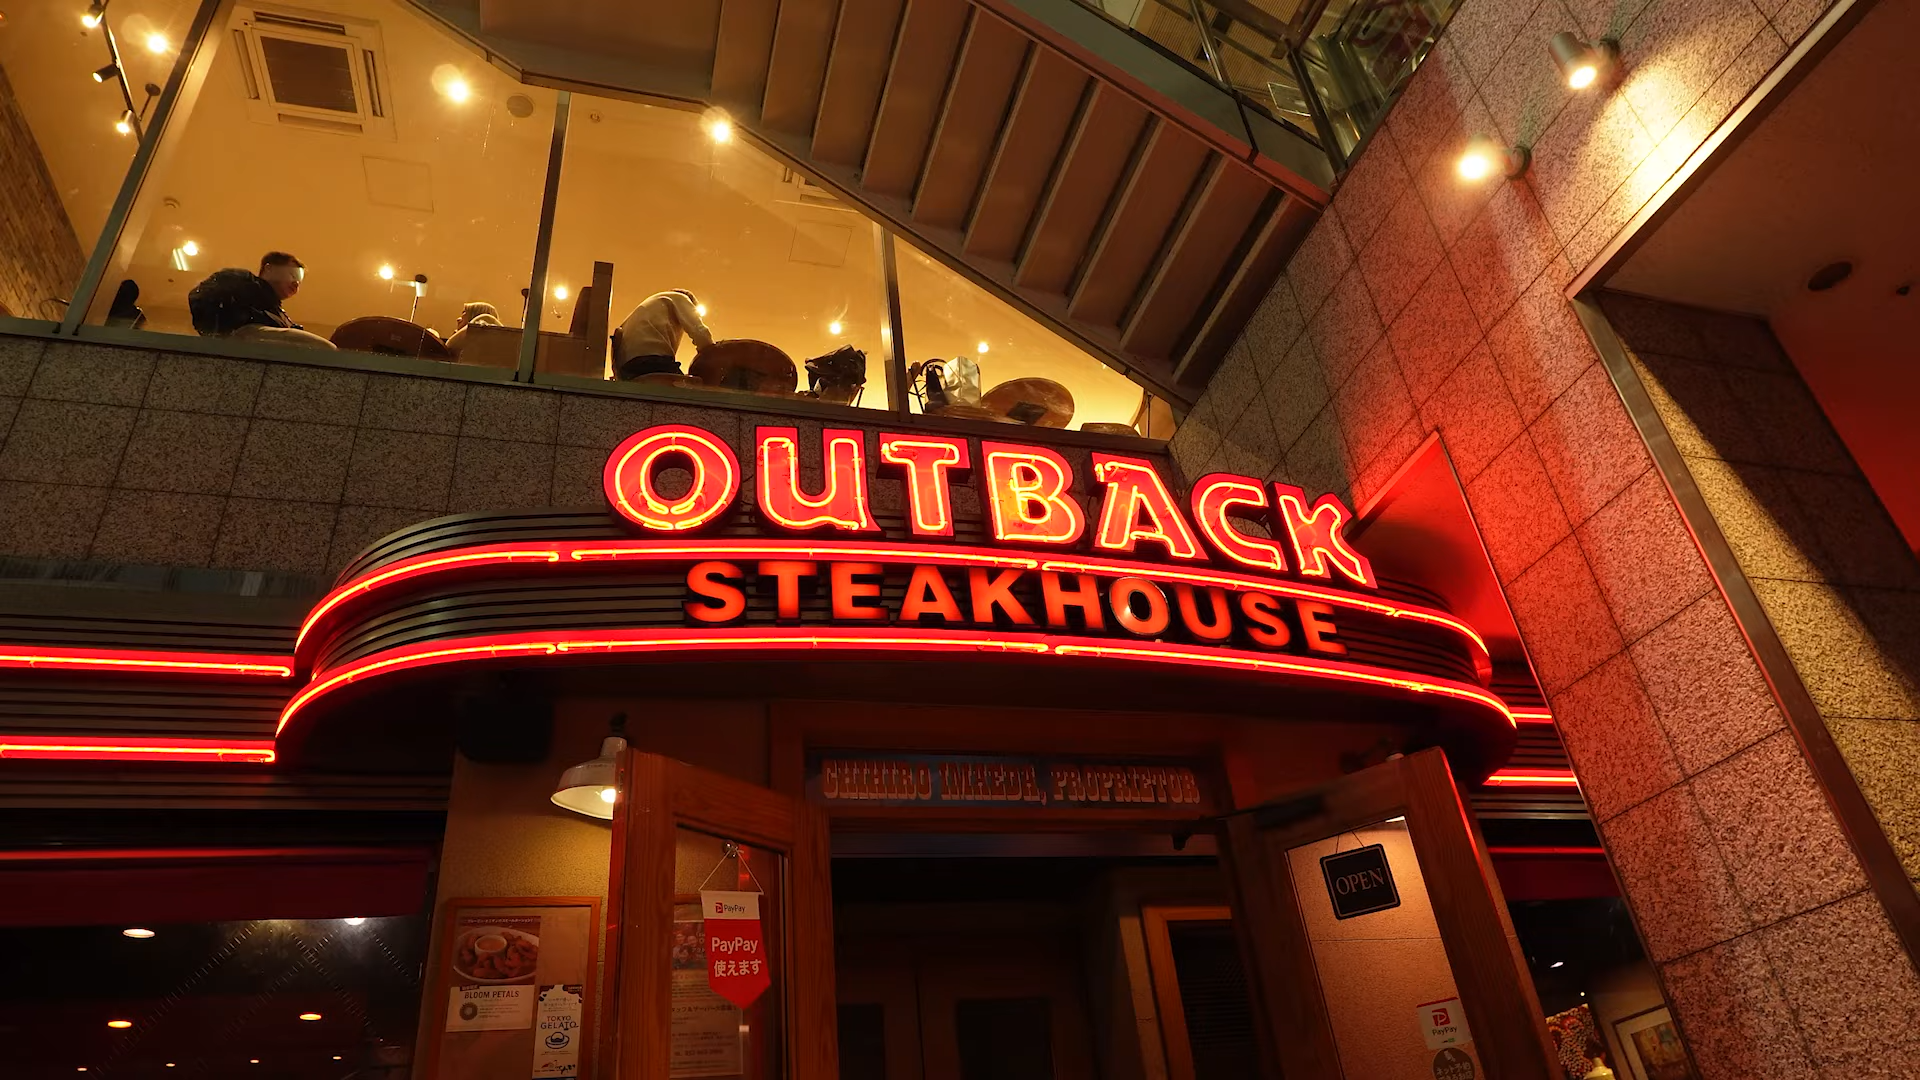 OUTBACK
STEAKHOUSE
CHIHIRO IMAEDA, PROPRIETOR
OPEN
PayPay
PayPay
使えます
BLOOM PETALS
TOKYO
GELATO
PayPay